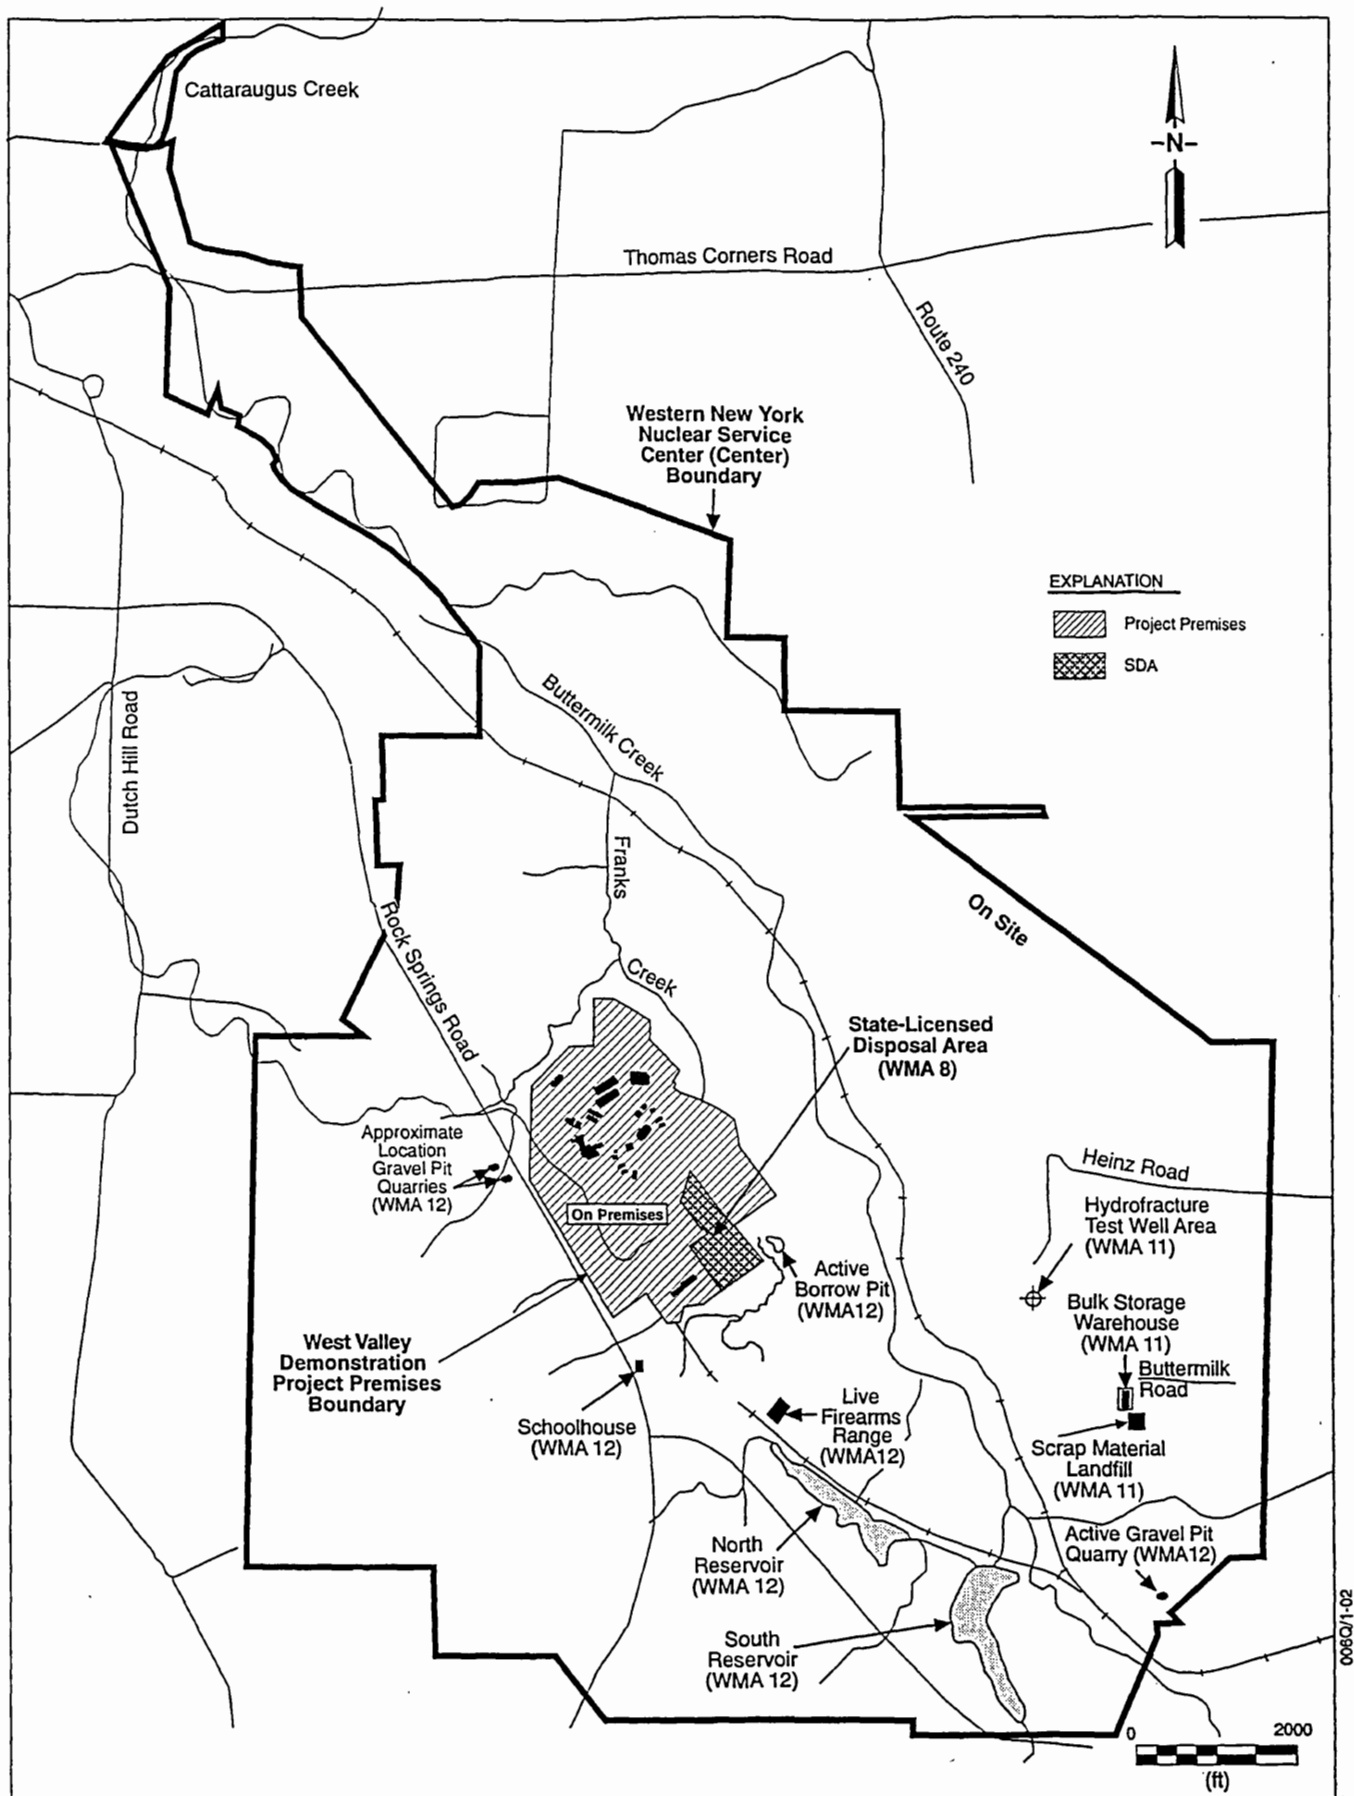 Cattaraugus Creek
-N-
Thomas Corners Road
Route 240
Western New York
Nuclear Service
Center (Center)
Boundary
EXPLANATION
Project Premises
SDA
Buttermilk Creek
Dutch Hill Road
Franks
Creek
On Site
Rock Springs Road
State-Licensed
Disposal Area
(WMA 8)
Approximate
Location
Gravel Pit
Quarries
(WMA 12)
Heinz Road
Hydrofracture
Test Well Area
(WMA 11)
On Premises
Active
Borrow Pit
(WMA12)
Bulk Storage
Warehouse
(WMA 11)
Buttermilk
Road
West Valley
Demonstration
Project Premises
Boundary
Live
Firearms
Range
(WMA12)
Schoolhouse
(WMA 12)
Scrap Material
Landfill
(WMA 11)
Active Gravel Pit
Quarry (WMA12)
North
Reservoir
(WMA 12)
South
Reservoir
(WMA 12)
006Q/1-02
0 2000
(ft)